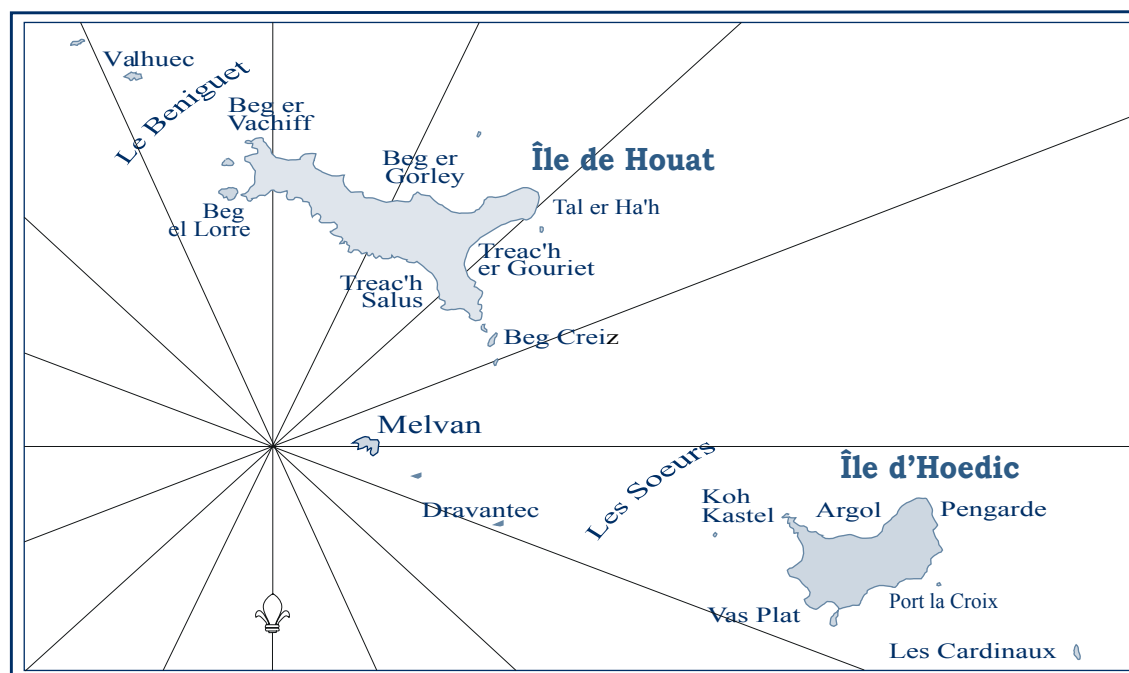 Valhuec
Le Beniguet
Beg er
Vachiff
Beg er
Gorley
Île de Houat
Beg
el Lorre
Tal er Ha'h
Treac'h
er Gouriet
Treac'h
Salus
Beg Creiz
Melvan
Les Soeurs
Île d’Hoedic
Koh
Kastel
Argol
Pengarde
Dravantec
Vas Plat
Port la Croix
Les Cardinaux